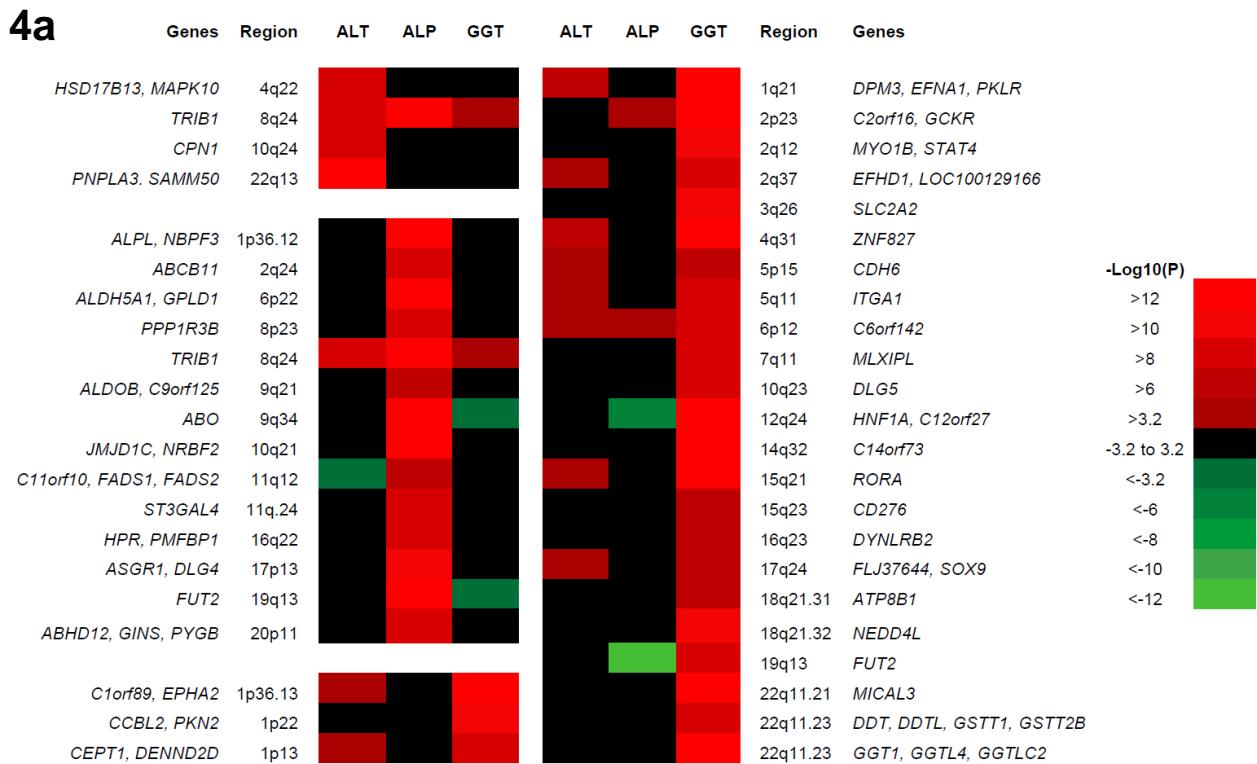 4a
Genes Region ALT ALP GGT ALT ALP GGT Region Genes
HSD17B13, MAPK10 4q22 1q21 DPM3, EFNA1, PKLR
TRIB1 8q24 2p23 C2orf16, GCKR
CPN1 10q24 2q12 MYO1B, STAT4
PNPLA3. SAMM50 22q13 2q37 EFHD1, LOC100129166
3q26 SLC2A2
ALPL, NBPF3 1p36.12 4q31 ZNF827
ABCB11 2q24 5p15 CDH6 -Log10(P)
ALDH5A1, GPLD1 6p22 5q11 ITGA1 >12
PPP1R3B 8p23 6p12 C6orf142 >10
TRIB1 8q24 7q11 MLXIPL >8
ALDOB, C9orf125 9q21 10q23 DLG5 >6
ABO 9q34 12q24 HNF1A, C12orf27 >3.2
JMJD1C, NRBF2 10q21 14q32 C14orf73 -3.2 to 3.2
C11orf10, FADS1, FADS2 11q12 15q21 RORA <-3.2
ST3GAL4 11q.24 15q23 CD276 <-6
HPR, PMFBP1 16q22 16q23 DYNLRB2 <-8
ASGR1, DLG4 17p13 17q24 FLJ37644, SOX9 <-10
FUT2 19q13 18q21.31 ATP8B1 <-12
ABHD12, GINS, PYGB 20p11 18q21.32 NEDD4L
19q13 FUT2
C1orf89, EPHA2 1p36.13 22q11.21 MICAL3
CCBL2, PKN2 1p22 22q11.23 DDT, DDTL, GSTT1, GSTT2B
CEPT1, DENND2D 1p13 22q11.23 GGT1, GGTL4, GGTLC2